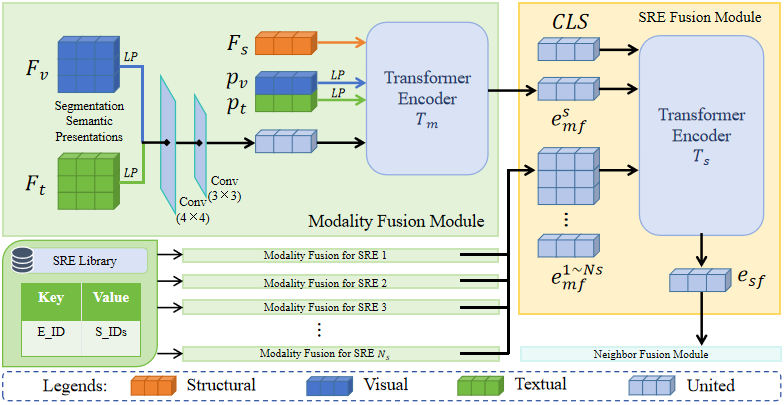 F_v
LP
Segmentation
Semantic
Presentations
F_t
LP
Conv
(4×4)
Conv
(3×3)
F_s
p_v
LP
p_t
LP
Transformer
Encoder
T_m
Modality Fusion Module
SRE Fusion Module
CLS
e^s_{mf}
⋮
e^{1~Ns}_{mf}
Transformer
Encoder
T_s
e_{sf}
Neighbor Fusion Module
SRE Library
Key Value
E_ID S_IDs
Modality Fusion for SRE 1
Modality Fusion for SRE 2
Modality Fusion for SRE 3
⋮
Modality Fusion for SRE N_s
Legends: Structural Visual Textual United